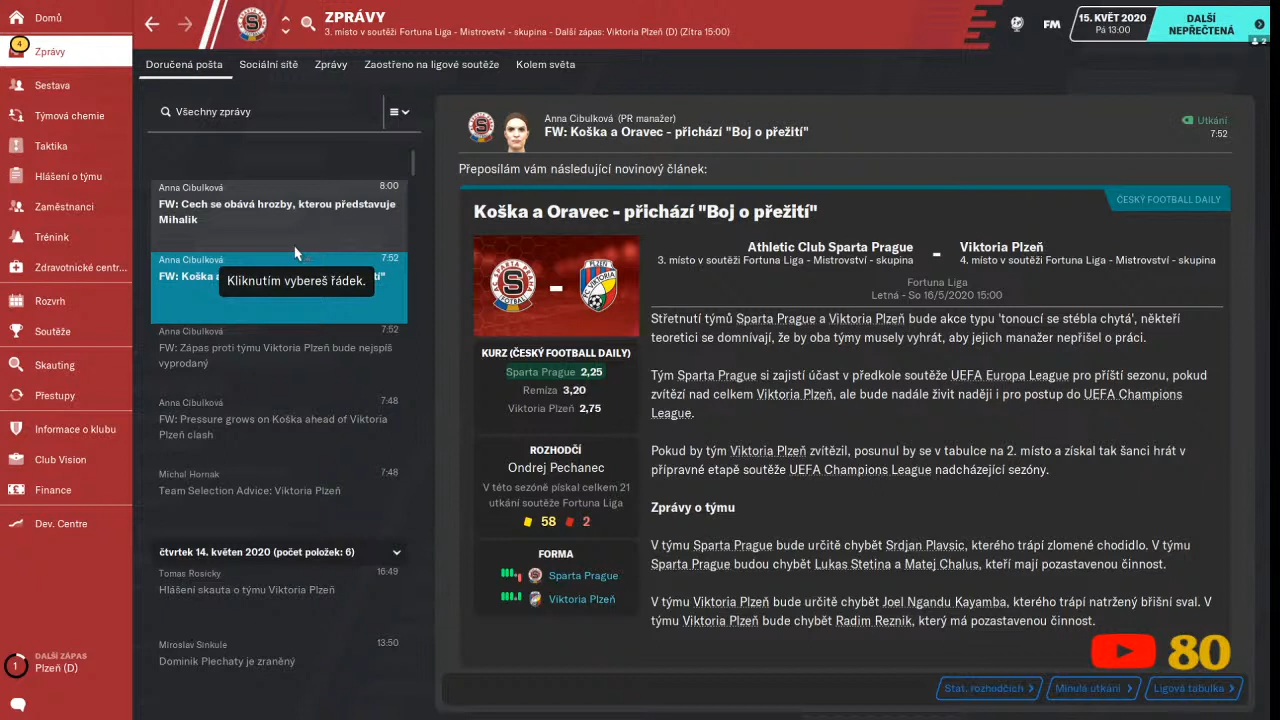 Domů
4
Zprávy
Sestava
Týmová chemie
Taktika
Hlášení o týmu
Zaměstnanci
Trénink
Zdravotnické centr...
Rozvrh
Soutěže
Skauting
Přestupy
Informace o klubu
Club Vision
Finance
Dev. Centre
1
DALŠÍ ZÁPAS
Plzeň (D)
ZPRÁVY
3. místo v soutěži Fortuna Liga - Mistrovství - skupina - Další zápas: Viktoria Plzeň (D) (Zítra 15:00)
FM
15. KVĚT 2020
Pá 13:00
DALŠÍ
NEPŘEČTENÁ
2
Doručená pošta
Sociální sítě
Zprávy
Zaostřeno na ligové soutěže
Kolem světa
Všechny zprávy
Anna Cibulková 8:00
FW: Cech se obává hrozby, kterou představuje
Mihalik
Anna Cibulková 7:52
FW: Koška a
Kliknutím vybereš řádek.
Anna Cibulková 7:52
FW: Zápas proti týmu Viktoria Plzeň bude nejspíš
vyprodaný
Anna Cibulková 7:48
FW: Pressure grows on Koška ahead of Viktoria
Plzeň clash
Michal Hornak 7:48
Team Selection Advice: Viktoria Plzeň
čtvrtek 14. květen 2020 (počet položek: 6)
Tomas Rosicky 16:49
Hlášení skauta o týmu Viktoria Plzeň
Miroslav Sinkule 13:50
Dominik Plechaty je zraněný
Anna Cibulková (PR manažer)
FW: Koška a Oravec - přichází "Boj o přežití"
Utkání
7:52
Přeposílám vám následující novinový článek:
ČESKÝ FOOTBALL DAILY
Koška a Oravec - přichází "Boj o přežití"
Athletic Club Sparta Prague - Viktoria Plzeň
3. místo v soutěži Fortuna Liga - Mistrovství - skupina 4. místo v soutěži Fortuna Liga - Mistrovství - skupina
Fortuna Liga
Letná - So 16/5/2020 15:00
KURZ (ČESKÝ FOOTBALL DAILY)
Sparta Prague 2,25
Remíza 3,20
Viktoria Plzeň 2,75
ROZHODČÍ
Ondrej Pechanec
V této sezóně pískal celkem 21
utkání soutěže Fortuna Liga
58 2
FORMA
Sparta Prague
Viktoria Plzeň
Střetnutí týmů Sparta Prague a Viktoria Plzeň bude akce typu 'tonoucí se stébla chytá', někteří
teoretici se domnívají, že by oba týmy musely vyhrát, aby jejich manažer nepřišel o práci.
Tým Sparta Prague si zajistí účast v předkole soutěže UEFA Europa League pro příští sezonu, pokud
zvítězí nad celkem Viktoria Plzeň, ale bude nadále živit naději i pro postup do UEFA Champions
League.
Pokud by tým Viktoria Plzeň zvítězil, posunul by se v tabulce na 2. místo a získal tak šanci hrát v
přípravné etapě soutěže UEFA Champions League nadcházející sezóny.
Zprávy o týmu
V týmu Sparta Prague bude určitě chybět Srdjan Plavsic, kterého trápí zlomené chodidlo. V týmu
Sparta Prague budou chybět Lukas Stetina a Matej Chalus, kteří mají pozastavenou činnost.
V týmu Viktoria Plzeň bude určitě chybět Joel Ngandu Kayamba, kterého trápí natržený břišní sval. V
týmu Viktoria Plzeň bude chybět Radim Reznik, který má pozastavenou činnost.
80
Stat. rozhodčích
Minulá utkání
Ligová tabulka